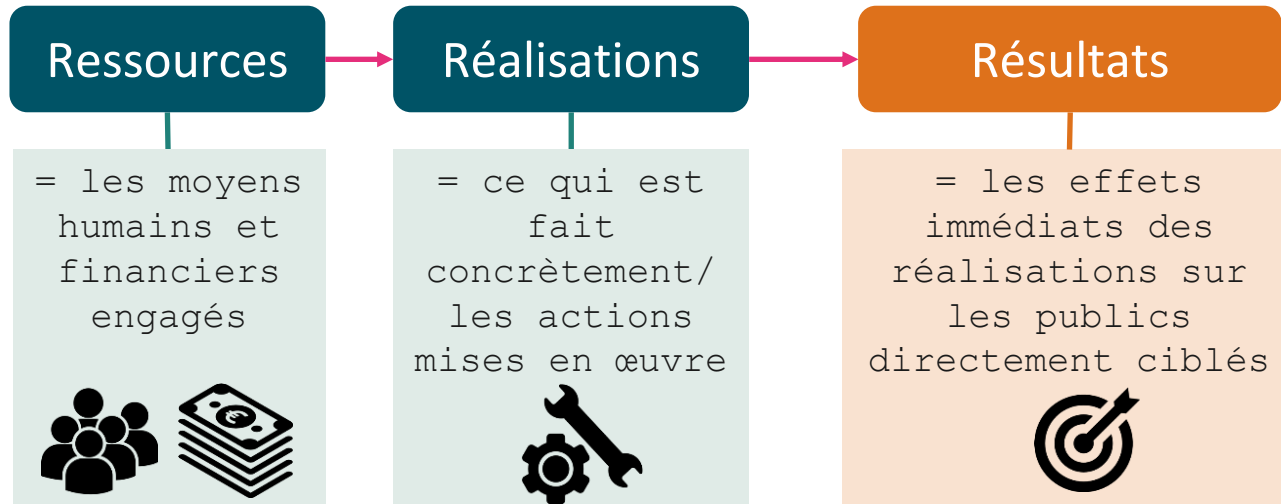 Ressources
Réalisations
Résultats
= les moyens
humains et
financiers
engagés
= ce qui est
fait
concrètement/
les actions
mises en œuvre
= les effets
immédiats des
réalisations sur
les publics
directement ciblés
€